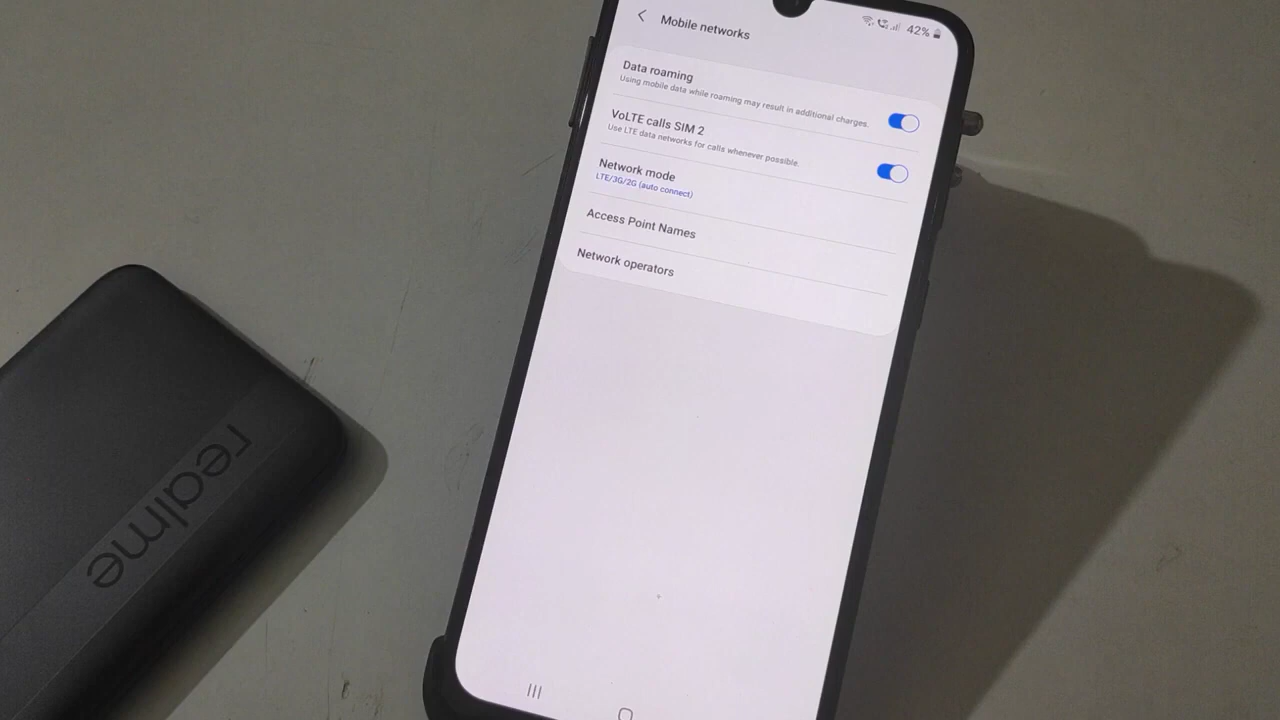 Mobile networks
42%
Data roaming
Using mobile data while roaming may result in additional charges.
VoLTE calls SIM 2
Use LTE data networks for calls whenever possible.
Network mode
LTE/3G/2G (auto connect)
Access Point Names
Network operators
realme